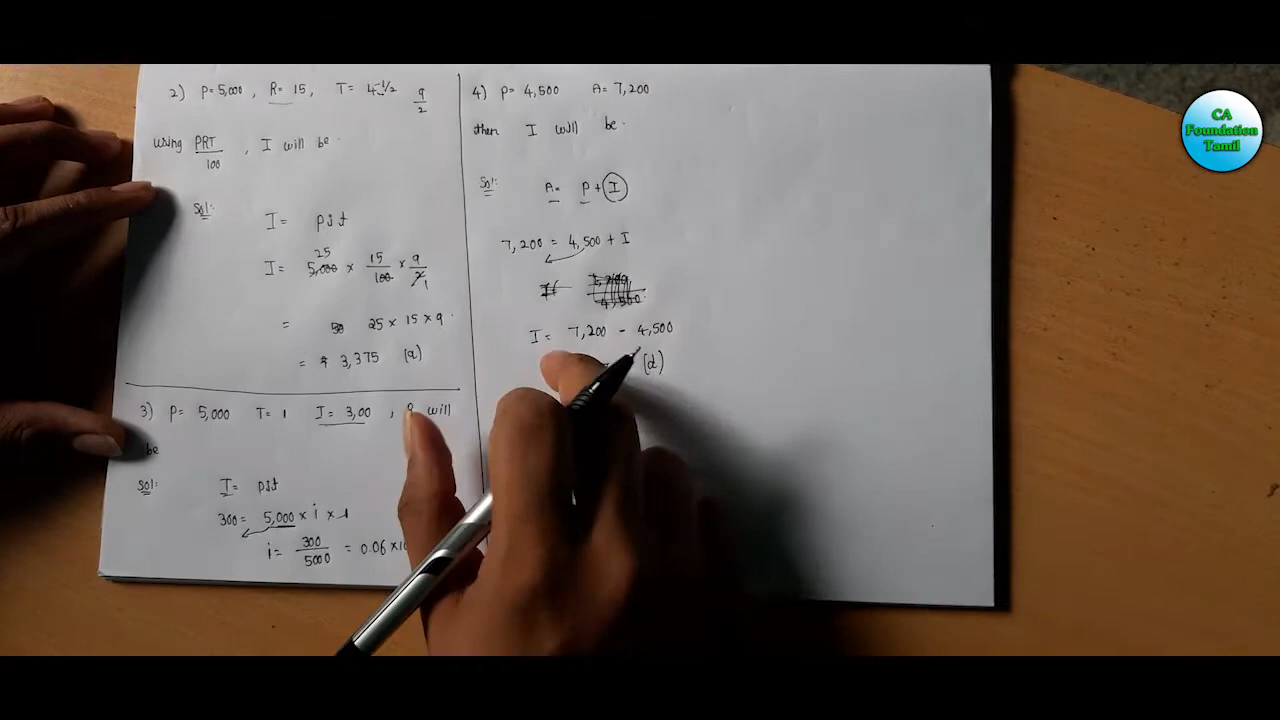 2) P= 5,000 , R= 15, T= 4-1/2 9/2
using PRT/100 , I will be.
Sol:
I= pit
25
I= 5,000 × 15/100 × 9/2 1
= 25 × 15 × 9.
= 3,375 (a)
3) P= 5,000 T= 1 I= 3,00 , R will
be
Sol: I= pit
300= 5,000 × i × 1
i= 300/5000 = 0.06 ×
4) P= 4,500 A= 7,200
then I will be.
Sol: A= P + I
7,200 = 4,500 + I
I= 7,200 - 4,500
(d)
CA
Foundation
Tamil